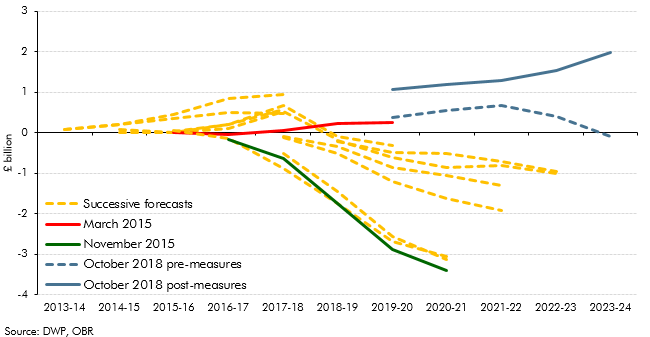 3
2
1
0
-1
-2
-3
-4
£ billion
Successive forecasts
March 2015
November 2015
October 2018 pre-measures
October 2018 post-measures
2013-14 2014-15 2015-16 2016-17 2017-18 2018-19 2019-20 2020-21 2021-22 2022-23 2023-24
Source: DWP, OBR